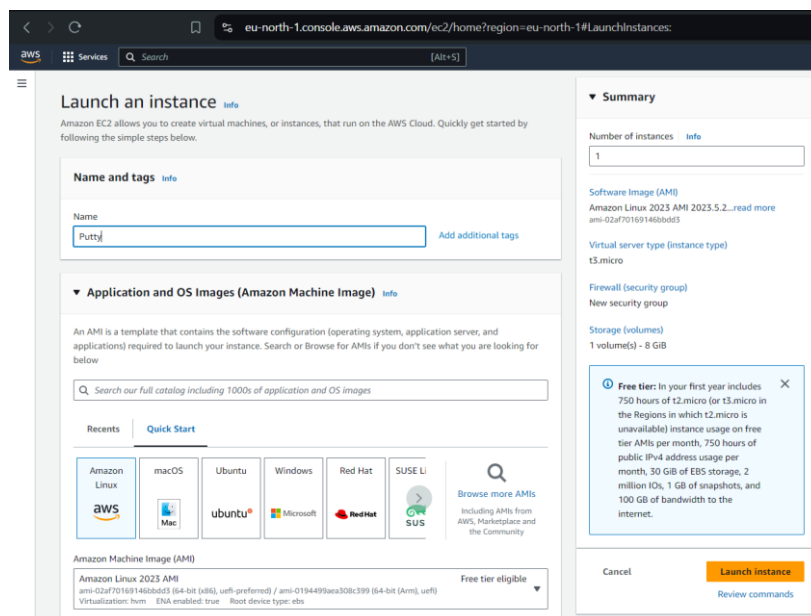 eu-north-1.console.aws.amazon.com/ec2/home?region=eu-north-1#LaunchInstances:
aws
Services
Search
[Alt+S]
Launch an instance Info
Amazon EC2 allows you to create virtual machines, or instances, that run on the AWS Cloud. Quickly get started by
following the simple steps below.
Name and tags Info
Name
Putty
Add additional tags
Application and OS Images (Amazon Machine Image) Info
An AMI is a template that contains the software configuration (operating system, application server, and
applications) required to launch your instance. Search or Browse for AMIs if you don't see what you are looking for
below
Search our full catalog including 1000s of application and OS images
Recents
Quick Start
Amazon
Linux
aws
macOS
Mac
Ubuntu
ubuntu
Windows
Microsoft
Red Hat
RedHat
SUSE Li
SUS
Browse more AMIs
Including AMIs from
AWS, Marketplace and
the Community
Amazon Machine Image (AMI)
Amazon Linux 2023 AMI
Free tier eligible
ami-02af70169146bbdd3 (64-bit (x86), uefi-preferred) / ami-0194499aea308c399 (64-bit (Arm), uefi)
Virtualization: hvm ENA enabled: true Root device type: ebs
Summary
Number of instances Info
1
Software Image (AMI)
Amazon Linux 2023 AMI 2023.5.2...read more
ami-02af70169146bbdd3
Virtual server type (instance type)
t3.micro
Firewall (security group)
New security group
Storage (volumes)
1 volume(s) - 8 GiB
Free tier: In your first year includes
750 hours of t2.micro (or t3.micro in
the Regions in which t2.micro is
unavailable) instance usage on free
tier AMIs per month, 750 hours of
public IPv4 address usage per
month, 30 GiB of EBS storage, 2
million IOs, 1 GB of snapshots, and
100 GB of bandwidth to the
internet.
Cancel
Launch instance
Review commands